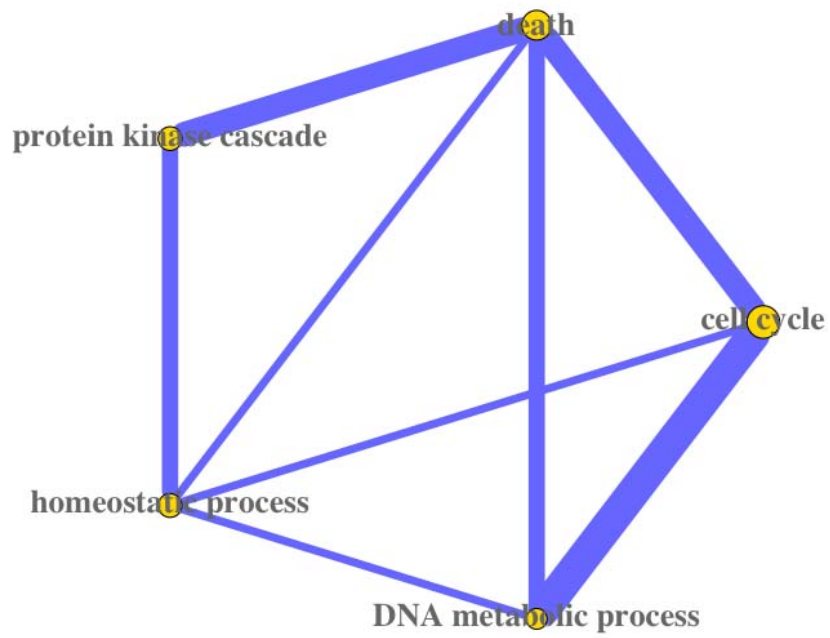 death
protein kinase cascade
cell cycle
homeostatic process
DNA metabolic process